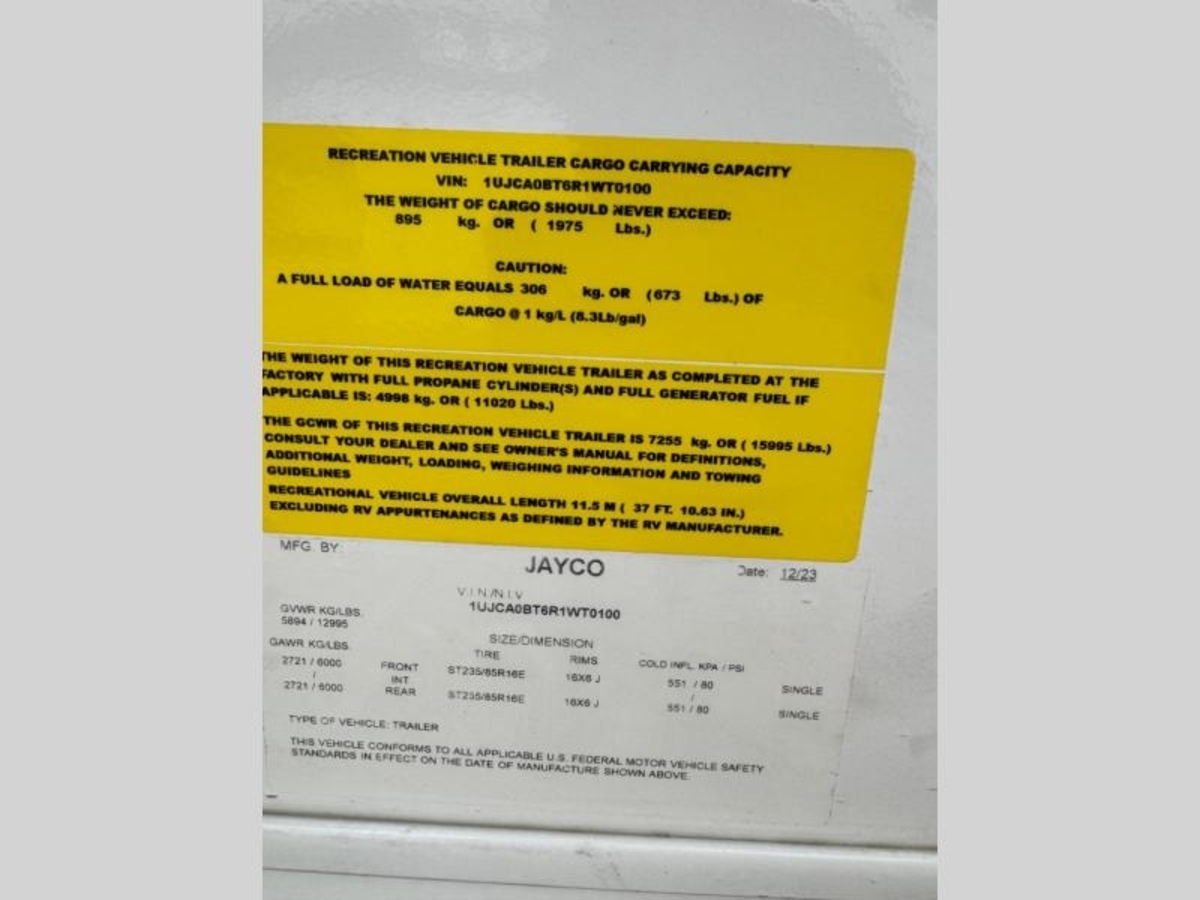 RECREATION VEHICLE TRAILER CARGO CARRYING CAPACITY
VIN: 1UJCA0BT6R1WT0100
THE WEIGHT OF CARGO SHOULD NEVER EXCEED:
895 kg. OR ( 1975 Lbs.)
CAUTION:
A FULL LOAD OF WATER EQUALS 306 kg. OR (673 Lbs.) OF
CARGO @ 1 kg/L (8.3Lb/gal)
THE WEIGHT OF THIS RECREATION VEHICLE TRAILER AS COMPLETED AT THE
FACTORY WITH FULL PROPANE CYLINDER(S) AND FULL GENERATOR FUEL IF
APPLICABLE IS: 4998 kg. OR ( 11020 Lbs.)
THE GCWR OF THIS RECREATION VEHICLE TRAILER IS 7255 kg. OR ( 15995 Lbs.)
CONSULT YOUR DEALER AND SEE OWNER'S MANUAL FOR DEFINITIONS,
ADDITIONAL WEIGHT, LOADING, WEIGHING INFORMATION AND TOWING
GUIDELINES
RECREATIONAL VEHICLE OVERALL LENGTH 11.5 M ( 37 FT. 10.63 IN.)
EXCLUDING RV APPURTENANCES AS DEFINED BY THE RV MANUFACTURER.
MFG. BY JAYCO Date: 12/23
V.I.N./N.I.V
1UJCA0BT6R1WT0100
GVWR KG/LBS.
5894 / 12995
SIZE/DIMENSION
GAWR KG/LBS. TIRE RIMS COLD INFL. KPA / PSI
2721 / 6000 FRONT ST235/85R16E 16X6 J 551 / 80 SINGLE
/ INT /
2721 / 6000 REAR ST235/85R16E 16X6 J 551 / 80 SINGLE
TYPE OF VEHICLE: TRAILER
THIS VEHICLE CONFORMS TO ALL APPLICABLE U.S. FEDERAL MOTOR VEHICLE SAFETY
STANDARDS IN EFFECT ON THE DATE OF MANUFACTURE SHOWN ABOVE.